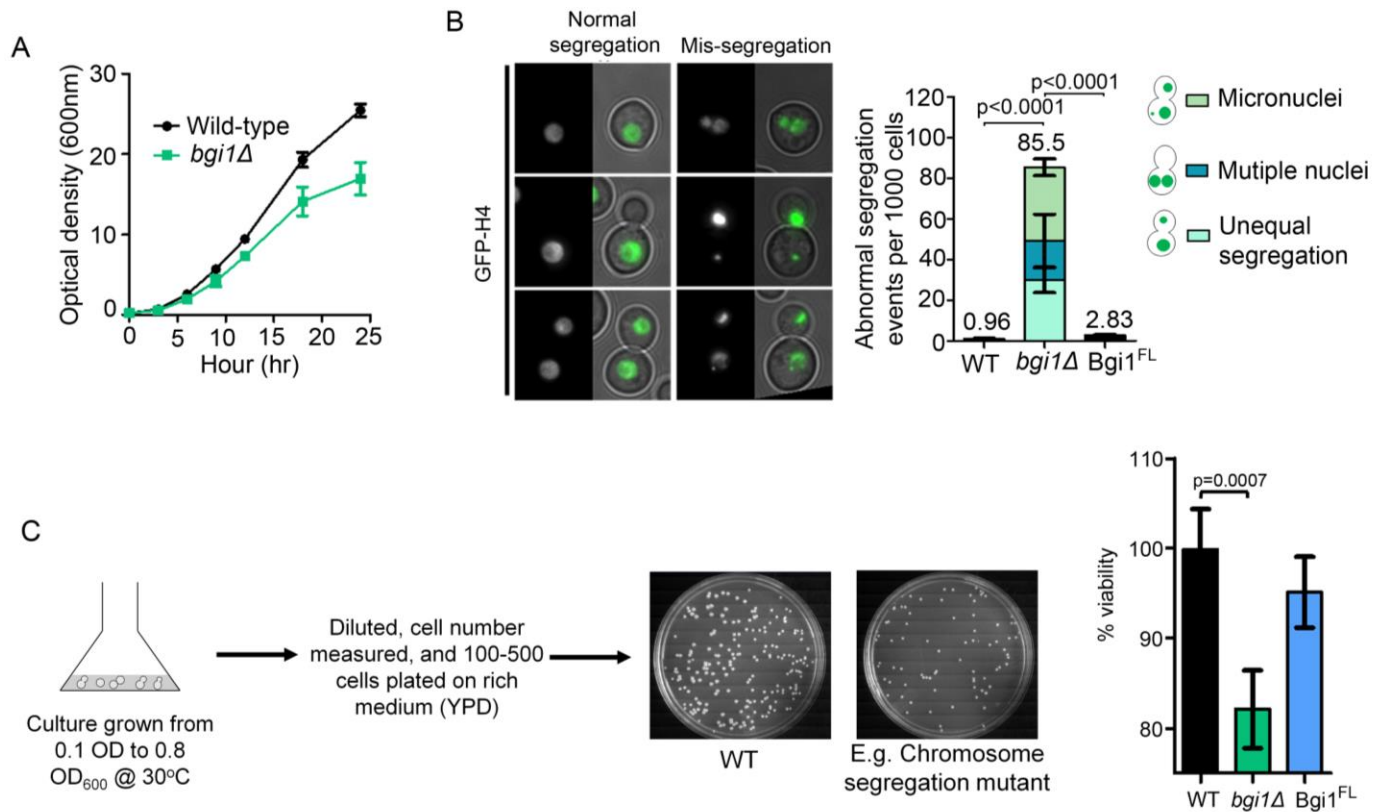 A
Optical density (600nm)
30
20
10
0
Wild-type
bgi1Δ
0
5
10
15
20
25
Hour (hr)
B
Normal
segregation
Mis-segregation
GFP-H4
Abnormal segregation
events per 1000 cells
120
100
80
60
40
20
0
p<0.0001
p<0.0001
85.5
0.96
2.83
WT
bgi1Δ
Bgi1FL
Micronuclei
Mutiple nuclei
Unequal
segregation
C
Culture grown from
0.1 OD to 0.8
OD600 @ 30oC
Diluted, cell number
measured, and 100-500
cells plated on rich
medium (YPD)
WT
E.g. Chromosome
segregation mutant
% viability
110
100
90
80
p=0.0007
WT
bgi1Δ
Bgi1FL